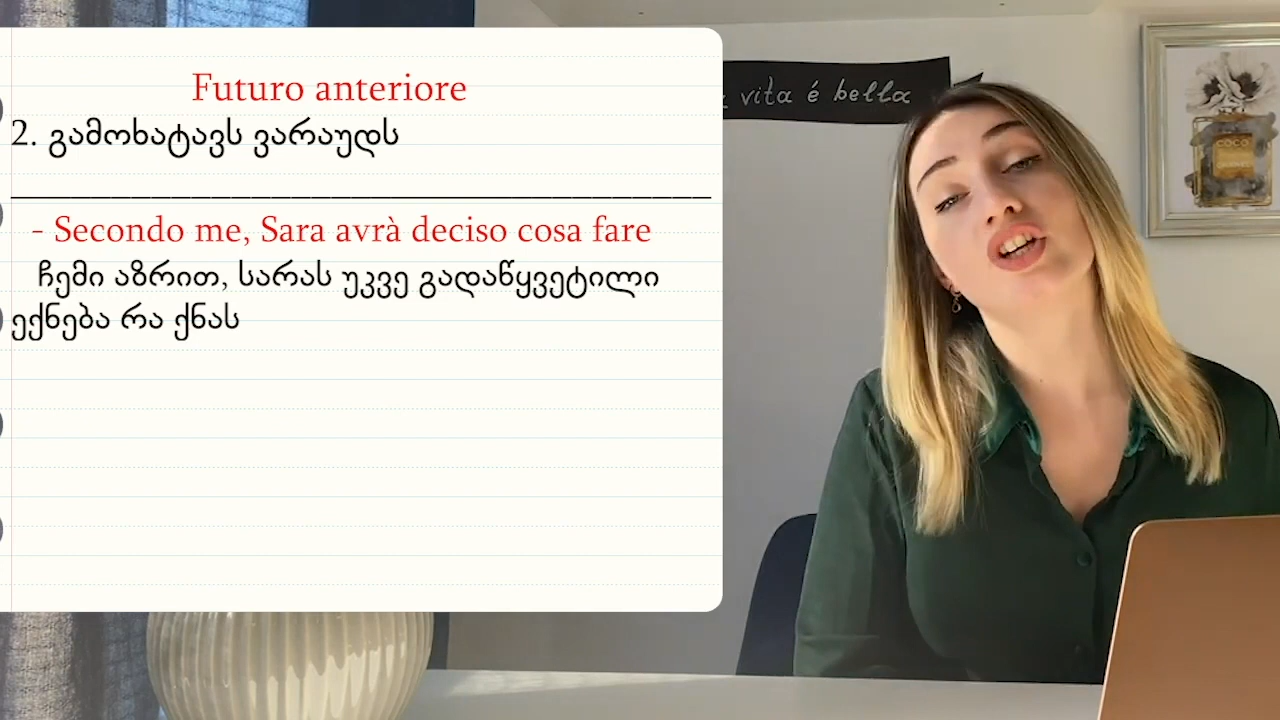 Futuro anteriore
2. გამოხატავს ვარაუდს
- Secondo me, Sara avrà deciso cosa fare
ჩემი აზრით, სარას უკვე გადაწყვეტილი
ექნება რა ქნას
vita é bella
COCO